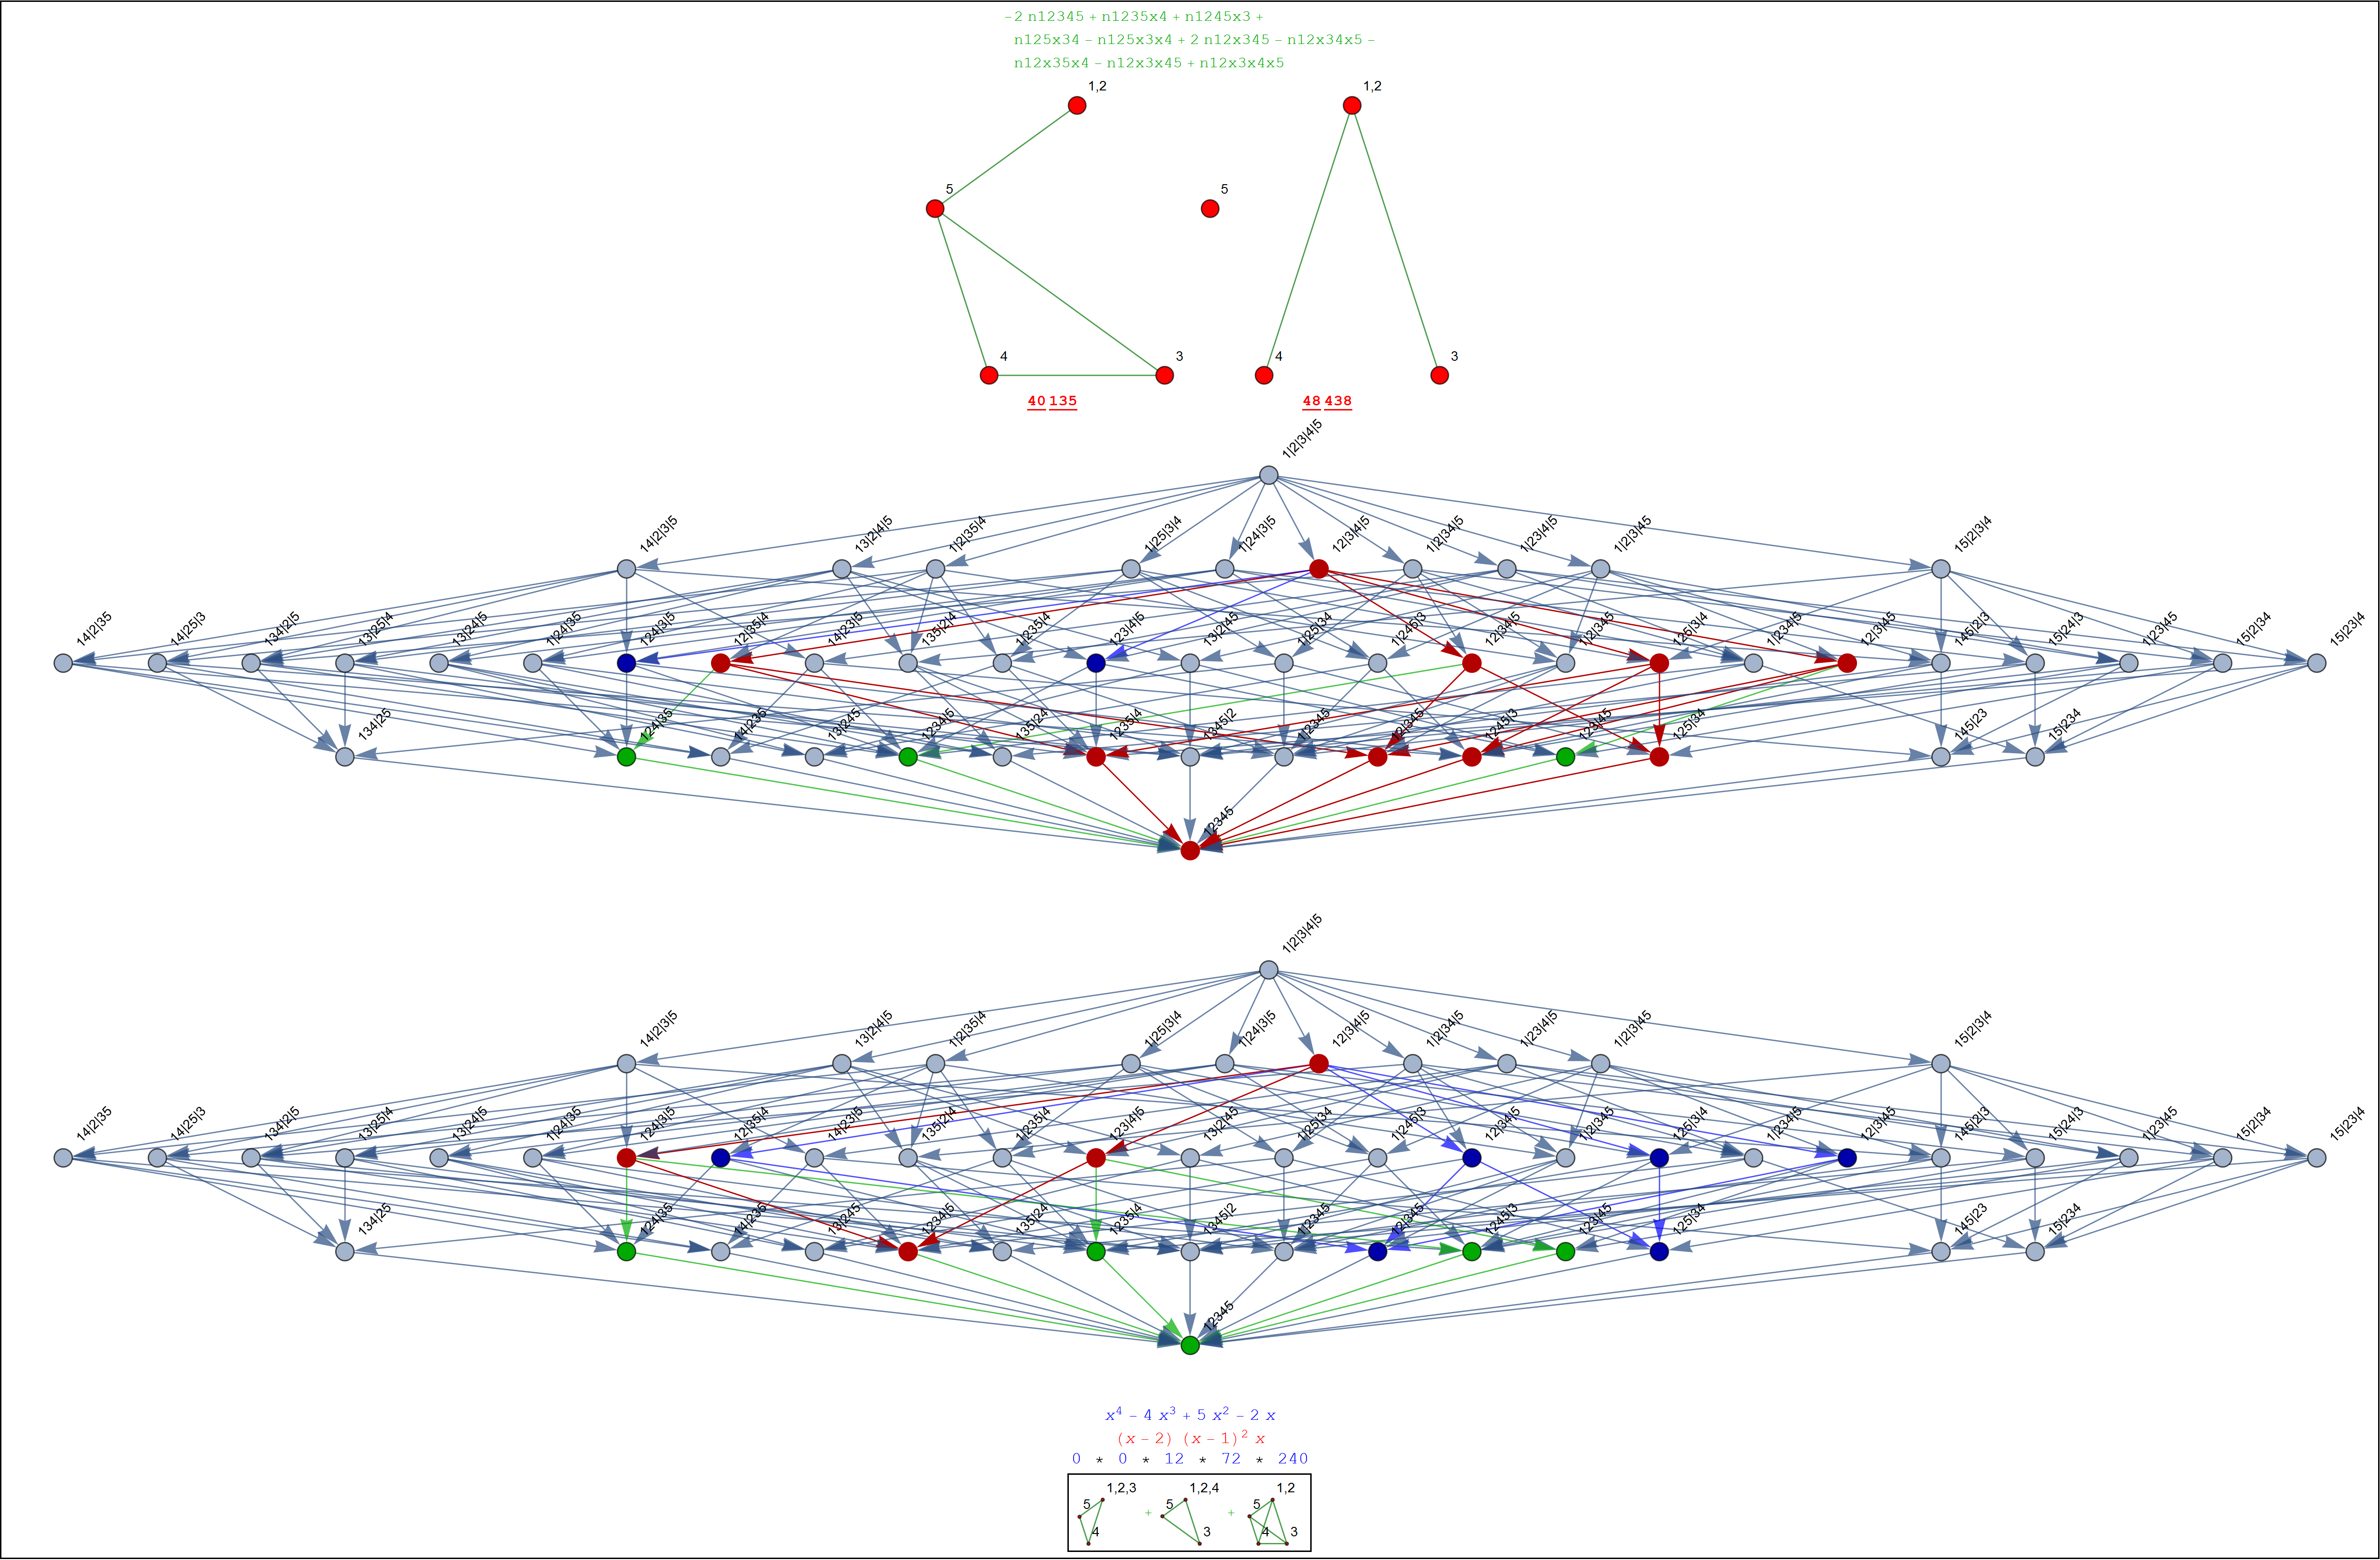 -2 n12345 + n1235x4 + n1245x3 +
n125x34 - n125x3x4 + 2 n12x345 - n12x34x5 -
n12x35x4 - n12x3x45 + n12x3x4x5
1,2 1,2
5 5
4 3 4 3
40 135 48 438
1|2|3|4|5
14|2|3|5 13|2|4|5 1|2|35|4 1|25|3|4 1|24|3|5 12|3|4|5 1|2|34|5 1|23|4|5 1|2|3|45 15|2|3|4
14|2|35 14|25|3 134|2|5 13|25|4 13|24|5 1|24|35 124|3|5 12|35|4 14|23|5 135|2|4 1|235|4 123|4|5 13|2|45 1|25|34 1|245|3 12|34|5 1|2|345 125|3|4 1|234|5 12|3|45 145|2|3 15|24|3 1|23|45 15|2|34 15|23|4
134|25 124|35 14|235 13|245 1234|5 135|24 1235|4 1345|2 1|2345 12|345 1245|3 123|45 125|34 145|23 15|234
12345
1|2|3|4|5
14|2|3|5 13|2|4|5 1|2|35|4 1|25|3|4 1|24|3|5 12|3|4|5 1|2|34|5 1|23|4|5 1|2|3|45 15|2|3|4
14|2|35 14|25|3 134|2|5 13|25|4 13|24|5 1|24|35 124|3|5 12|35|4 14|23|5 135|2|4 1|235|4 123|4|5 13|2|45 1|25|34 1|245|3 12|34|5 1|2|345 125|3|4 1|234|5 12|3|45 145|2|3 15|24|3 1|23|45 15|2|34 15|23|4
134|25 124|35 14|235 13|245 1234|5 135|24 1235|4 1345|2 1|2345 12|345 1245|3 123|45 125|34 145|23 15|234
12345
x⁴ - 4 x³ + 5 x² - 2 x
(x - 2) (x - 1)² x
0 * 0 * 12 * 72 * 240
1,2,3 1,2,4 1,2
5 + 5 + 5
4 3 4 3